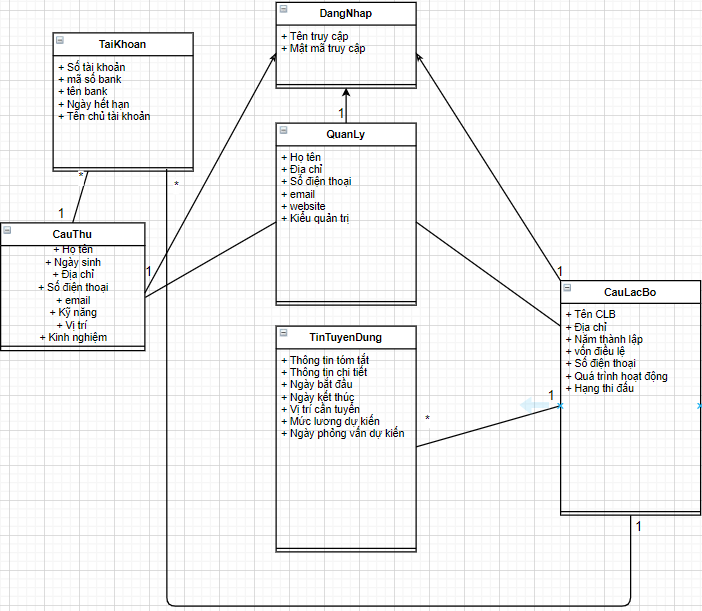 DangNhap
+ Tên truy cập
+ Mật mã truy cập
TaiKhoan
+ Số tài khoản
+ mã số bank
+ tên bank
+ Ngày hết hạn
+ Tên chủ tài khoản
*
*
1
1
QuanLy
+ Họ tên
+ Địa chỉ
+ Số điện thoại
+ email
+ website
+ Kiểu quản trị
CauThu
+ Họ tên
+ Ngày sinh
+ Địa chỉ
+ Số điện thoại
+ email
+ Kỹ năng
+ Vị trí
+ Kinh nghiệm
1
1
CauLacBo
+ Tên CLB
+ Địa chỉ
+ Năm thành lập
+ vốn điều lệ
+ Số điện thoại
+ Quá trình hoạt động
+ Hạng thi đấu
TinTuyenDung
+ Thông tin tóm tắt
+ Thông tin chi tiết
+ Ngày bắt đầu
+ Ngày kết thúc
+ Vị trí cần tuyển
+ Mức lương dự kiến
+ Ngày phỏng vấn dự kiến
*
1
1